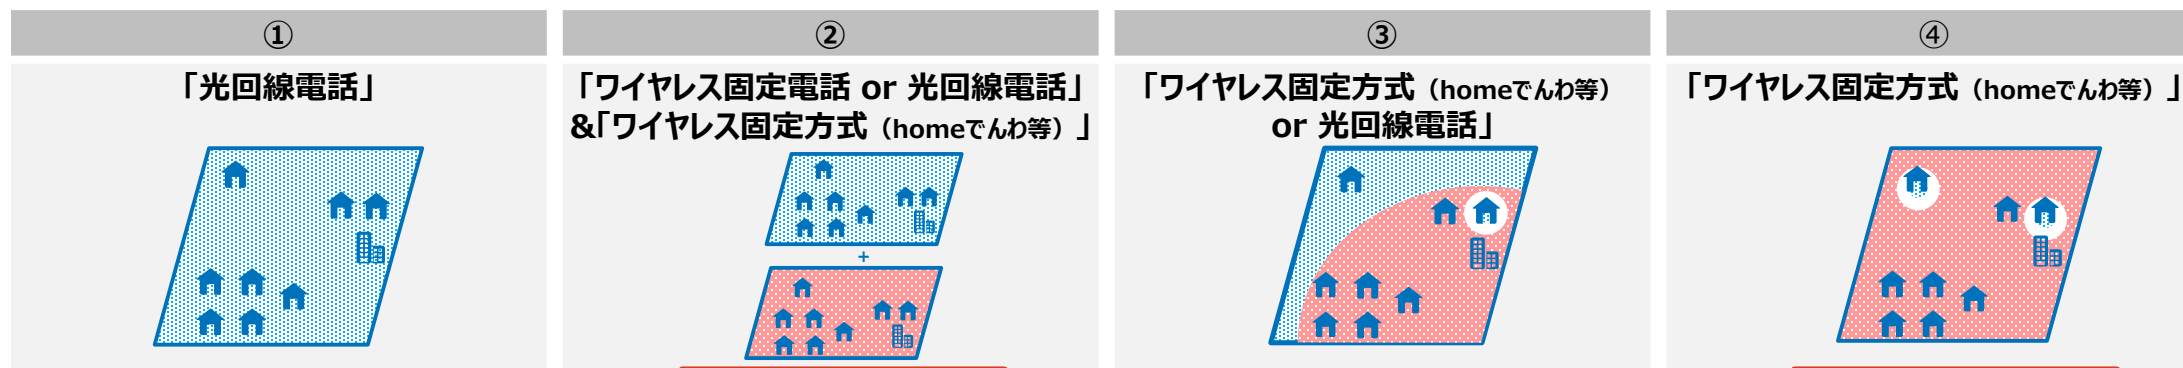 ①
②
③
④
「光回線電話」
「ワイヤレス固定電話 or 光回線電話」
&「ワイヤレス固定方式（homeでんわ等）」
+
「ワイヤレス固定方式（homeでんわ等）
or 光回線電話」
「ワイヤレス固定方式（homeでんわ等）」